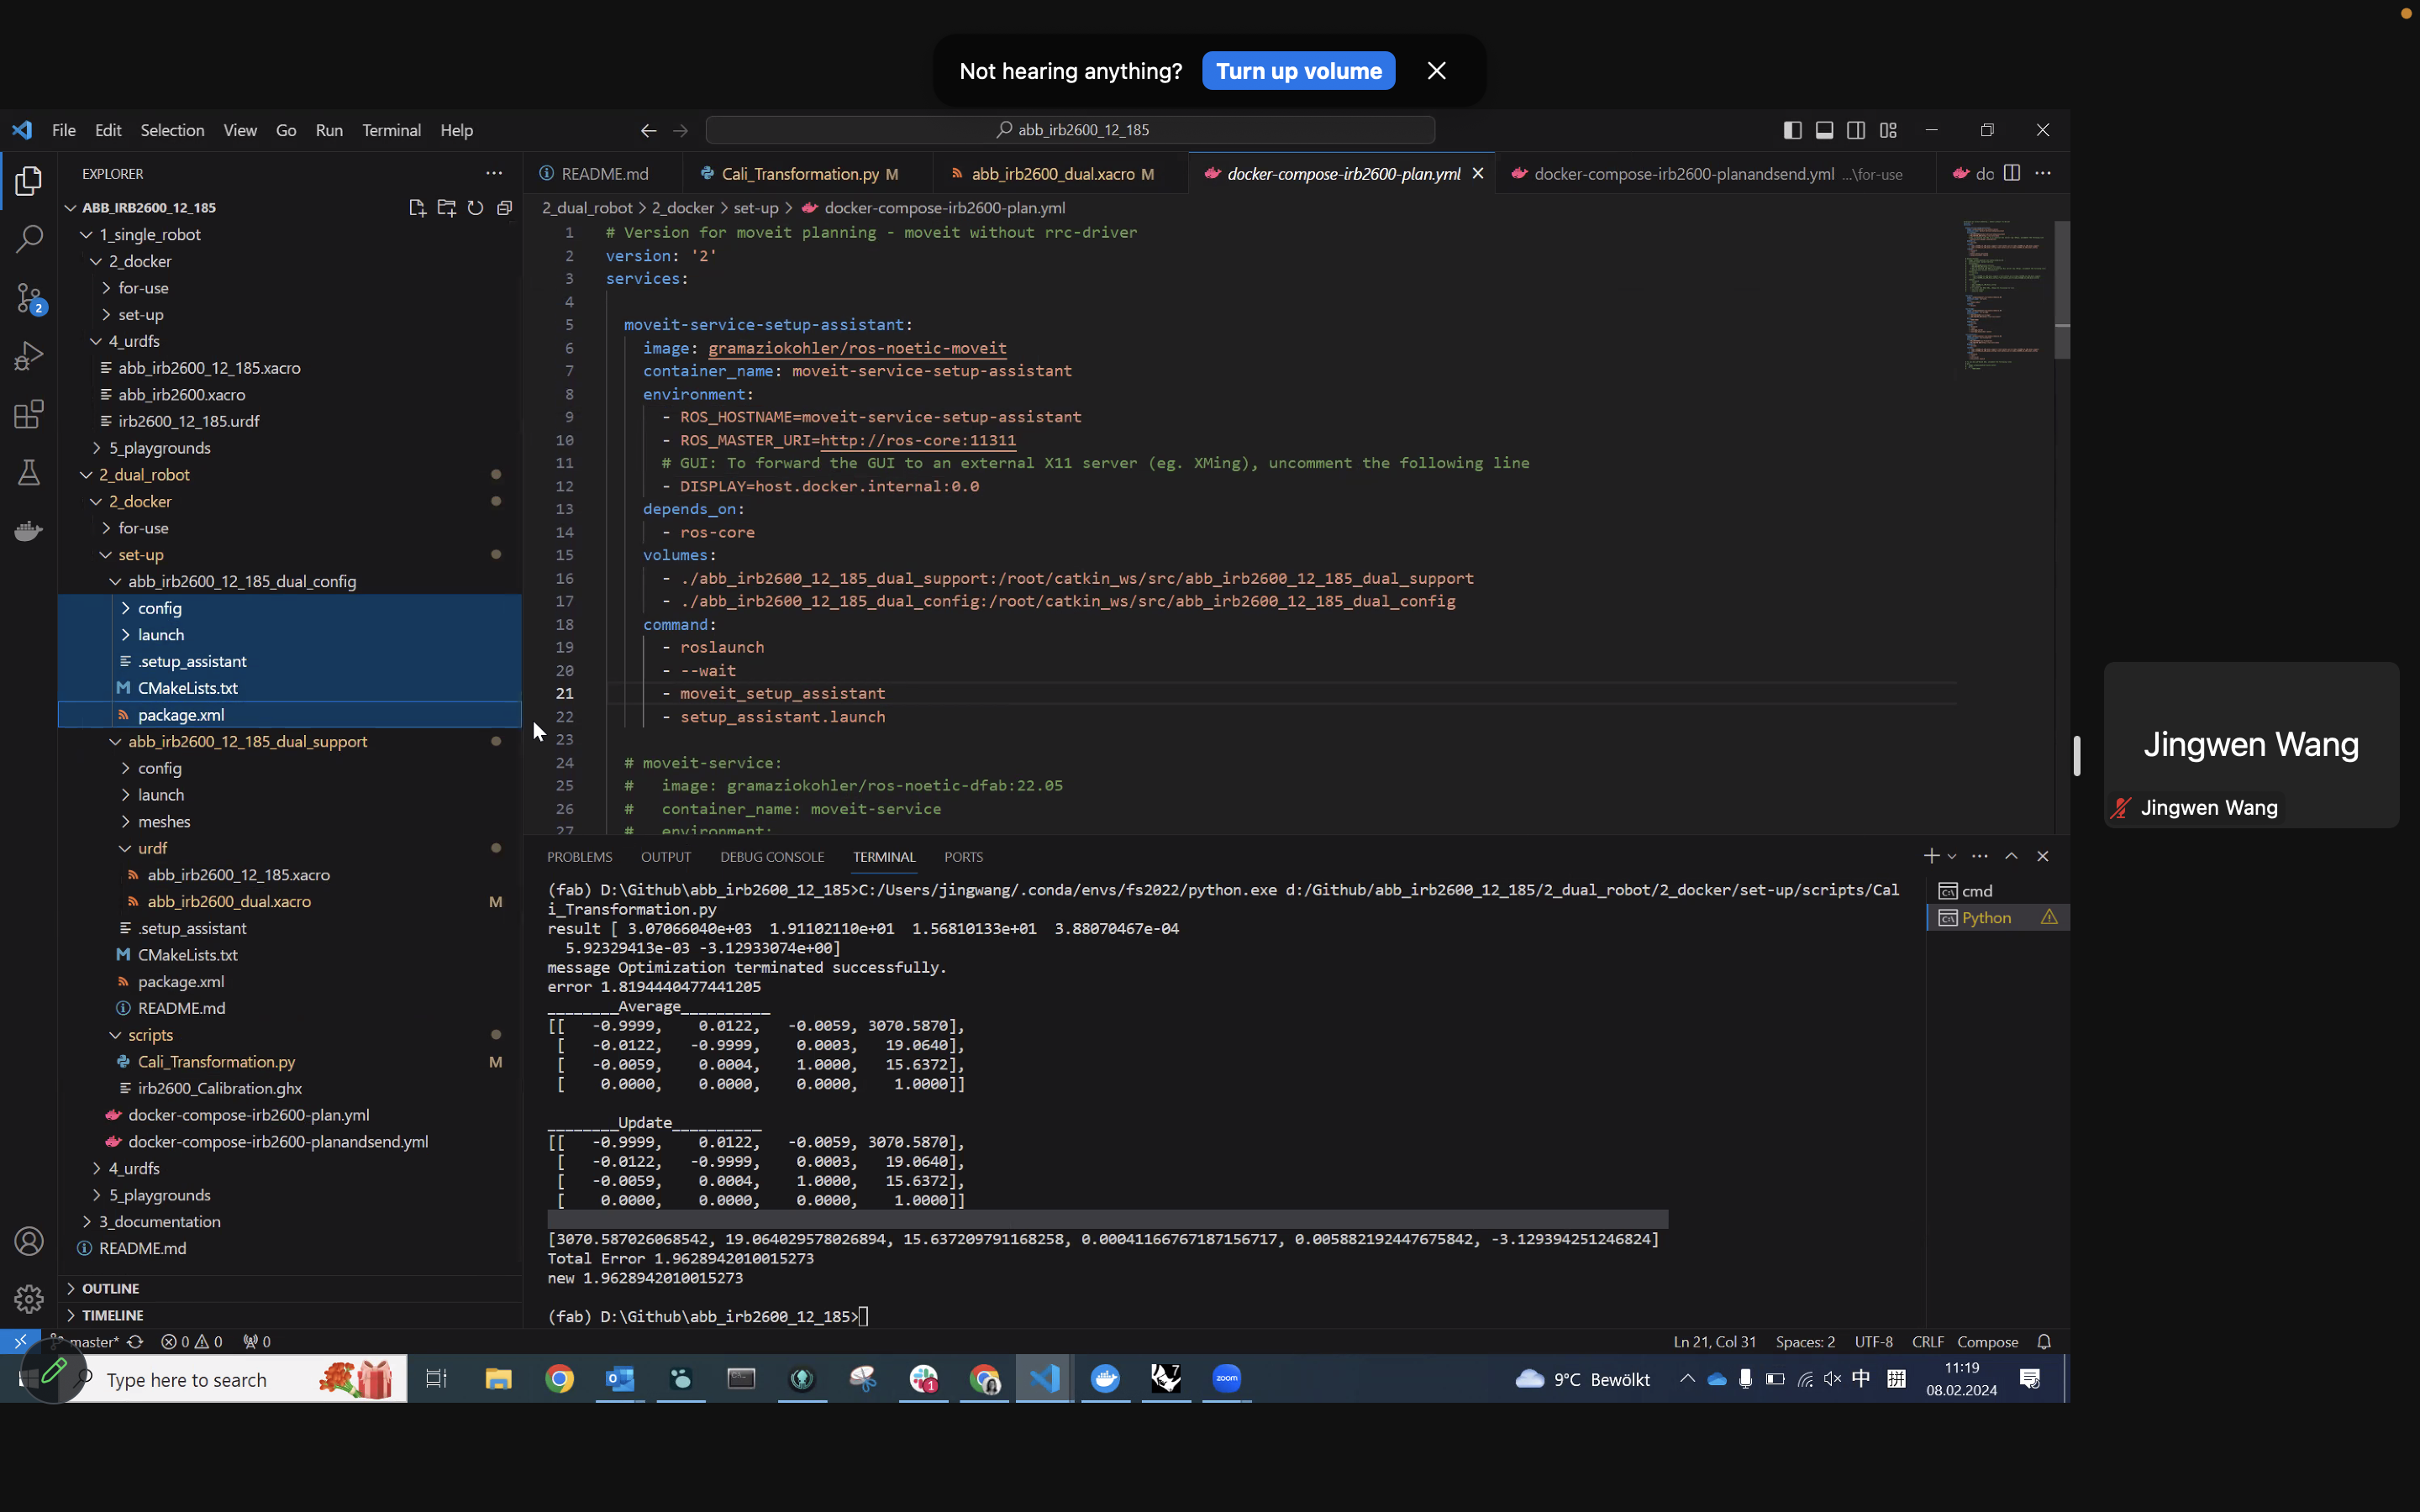 Not hearing anything? Turn up volume
File Edit Selection View Go Run Terminal Help
abb_irb2600_12_185
EXPLORER
ABB_IRB2600_12_185
1_single_robot
2_docker
for-use
set-up
4_urdfs
abb_irb2600_12_185.xacro
abb_irb2600.xacro
irb2600_12_185.urdf
5_playgrounds
2_dual_robot
2_docker
for-use
set-up
abb_irb2600_12_185_dual_config
config
launch
.setup_assistant
CMakeLists.txt
package.xml
abb_irb2600_12_185_dual_support
config
launch
meshes
urdf
abb_irb2600_12_185.xacro
abb_irb2600_dual.xacro M
.setup_assistant
CMakeLists.txt
package.xml
README.md
scripts
Cali_Transformation.py M
irb2600_Calibration.ghx
docker-compose-irb2600-plan.yml
docker-compose-irb2600-planandsend.yml
4_urdfs
5_playgrounds
3_documentation
README.md
OUTLINE
TIMELINE
2
README.md Cali_Transformation.py M abb_irb2600_dual.xacro M docker-compose-irb2600-plan.yml docker-compose-irb2600-planandsend.yml ...\for-use do
2_dual_robot > 2_docker > set-up > docker-compose-irb2600-plan.yml
1 # Version for moveit planning - moveit without rrc-driver
2 version: '2'
3 services:
4
5 moveit-service-setup-assistant:
6 image: gramaziokohler/ros-noetic-moveit
7 container_name: moveit-service-setup-assistant
8 environment:
9 - ROS_HOSTNAME=moveit-service-setup-assistant
10 - ROS_MASTER_URI=http://ros-core:11311
11 # GUI: To forward the GUI to an external X11 server (eg. XMing), uncomment the following line
12 - DISPLAY=host.docker.internal:0.0
13 depends_on:
14 - ros-core
15 volumes:
16 - ./abb_irb2600_12_185_dual_support:/root/catkin_ws/src/abb_irb2600_12_185_dual_support
17 - ./abb_irb2600_12_185_dual_config:/root/catkin_ws/src/abb_irb2600_12_185_dual_config
18 command:
19 - roslaunch
20 - --wait
21 - moveit_setup_assistant
22 - setup_assistant.launch
23
24 # moveit-service:
25 # image: gramaziokohler/ros-noetic-dfab:22.05
26 # container_name: moveit-service
27 # environment:
PROBLEMS OUTPUT DEBUG CONSOLE TERMINAL PORTS
(fab) D:\Github\abb_irb2600_12_185>C:/Users/jingwang/.conda/envs/fs2022/python.exe d:/Github/abb_irb2600_12_185/2_dual_robot/2_docker/set-up/scripts/Cal
i_Transformation.py
result [ 3.07066040e+03 1.91102110e+01 1.56810133e+01 3.88070467e-04
5.92329413e-03 -3.12933074e+00]
message Optimization terminated successfully.
error 1.8194440477441205
________Average__________
[[ -0.9999, 0.0122, -0.0059, 3070.5870],
[ -0.0122, -0.9999, 0.0003, 19.0640],
[ -0.0059, 0.0004, 1.0000, 15.6372],
[ 0.0000, 0.0000, 0.0000, 1.0000]]
________Update__________
[[ -0.9999, 0.0122, -0.0059, 3070.5870],
[ -0.0122, -0.9999, 0.0003, 19.0640],
[ -0.0059, 0.0004, 1.0000, 15.6372],
[ 0.0000, 0.0000, 0.0000, 1.0000]]
[3070.587026068542, 19.064029578026894, 15.637209791168258, 0.00041166767187156717, 0.005882192447675842, -3.129394251246824]
Total Error 1.9628942010015273
new 1.9628942010015273
(fab) D:\Github\abb_irb2600_12_185>
cmd
Python
master* 0 0 0
Ln 21, Col 31 Spaces: 2 UTF-8 CRLF Compose
Type here to search
1
7
zoom
9°C Bewölkt
中
拼
11:19
08.02.2024
Jingwen Wang
Jingwen Wang